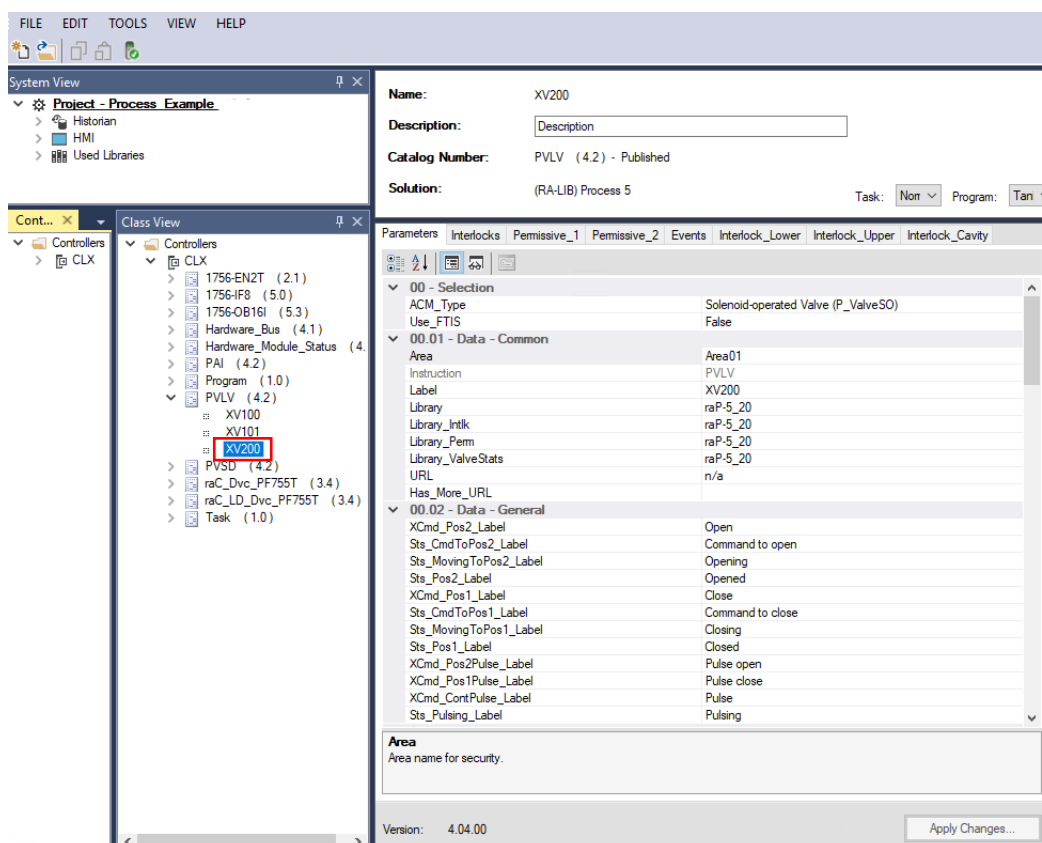 FILE EDIT TOOLS VIEW HELP
System View
Project - Process_Example
Historian
HMI
Used Libraries
Cont...
Controllers
CLX
Class View
Controllers
CLX
1756-EN2T (2.1)
1756-IF8 (5.0)
1756-OB16I (5.3)
Hardware_Bus (4.1)
Hardware_Module_Status (4.
PAI (4.2)
Program (1.0)
PVLV (4.2)
XV100
XV101
XV200
PVSD (4.2)
raC_Dvc_PF755T (3.4)
raC_LD_Dvc_PF755T (3.4)
Task (1.0)
Name: XV200
Description: Description
Catalog Number: PVLV (4.2) - Published
Solution: (RA-LIB) Process 5
Task: Norr Program: Tan
Parameters Interlocks Permissive_1 Permissive_2 Events Interlock_Lower Interlock_Upper Interlock_Cavity
00 - Selection
ACM_Type Solenoid-operated Valve (P_ValveSO)
Use_FTIS False
00.01 - Data - Common
Area Area01
Instruction PVLV
Label XV200
Library raP-5_20
Library_Intlk raP-5_20
Library_Perm raP-5_20
Library_ValveStats raP-5_20
URL n/a
Has_More_URL
00.02 - Data - General
XCmd_Pos2_Label Open
Sts_CmdToPos2_Label Command to open
Sts_MovingToPos2_Label Opening
Sts_Pos2_Label Opened
XCmd_Pos1_Label Close
Sts_CmdToPos1_Label Command to close
Sts_MovingToPos1_Label Closing
Sts_Pos1_Label Closed
XCmd_Pos2Pulse_Label Pulse open
XCmd_Pos1Pulse_Label Pulse close
XCmd_ContPulse_Label Pulse
Sts_Pulsing_Label Pulsing
Area
Area name for security.
Version: 4.04.00
Apply Changes...